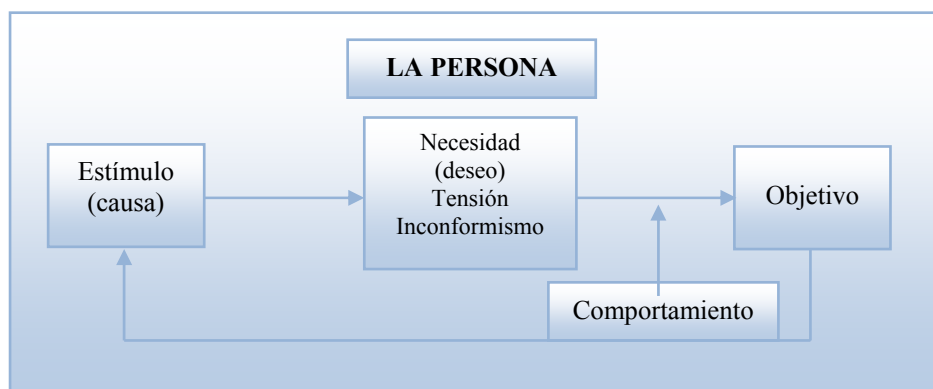 LA PERSONA
Estímulo
(causa)
Necesidad
(deseo)
Tensión
Inconformismo
Objetivo
Comportamiento